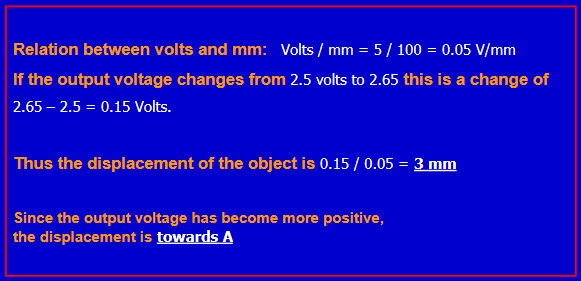 Relation between volts and mm: Volts / mm = 5 / 100 = 0.05 V/mm
If the output voltage changes from 2.5 volts to 2.65 this is a change of
2.65 – 2.5 = 0.15 Volts.
Thus the displacement of the object is 0.15 / 0.05 = 3 mm
Since the output voltage has become more positive,
the displacement is towards A